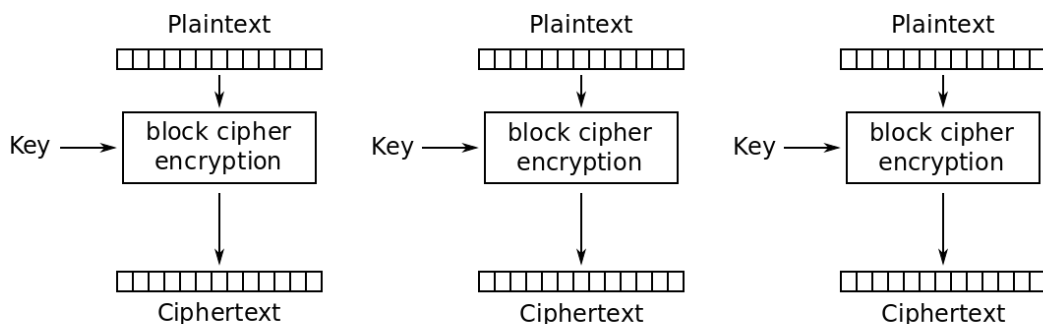 Plaintext Plaintext Plaintext
Key block cipher encryption Key block cipher encryption Key block cipher encryption
Ciphertext Ciphertext Ciphertext